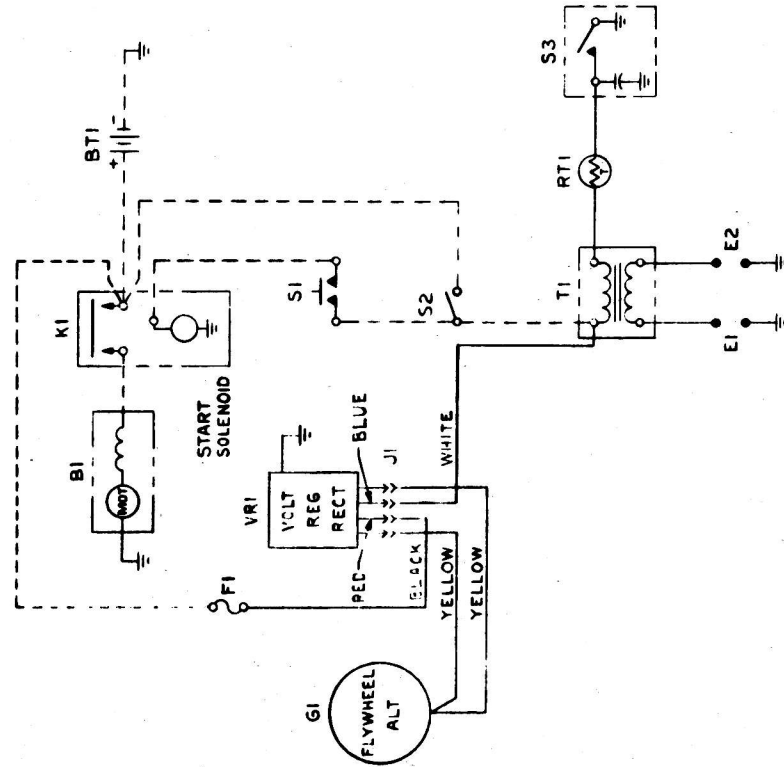 S3
BT1
+
-
RT1
K1
S1
S2
T1
E2
E1
START
SOLENOID
B1
MOT
VR1
VOLT
REG
RECT
BLUE
J1
WHITE
RED
BLACK
F1
YELLOW
YELLOW
G1
FLYWHEEL
ALT
T